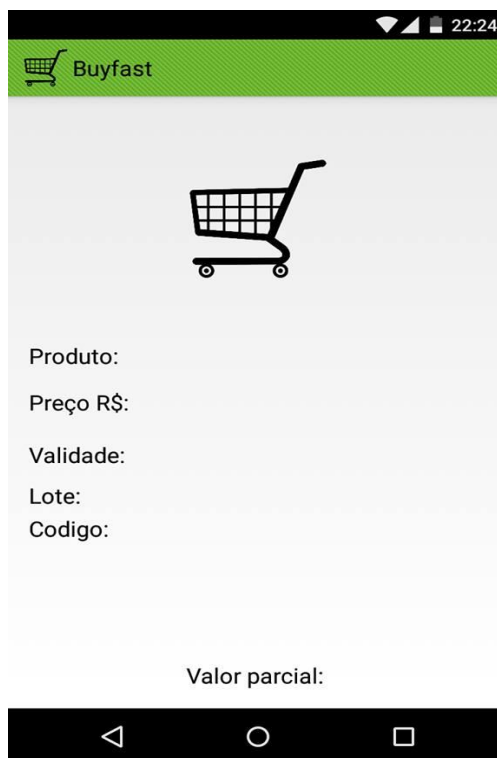 22:24
Buyfast
Produto:
Preço R$:
Validade:
Lote:
Codigo:
Valor parcial: